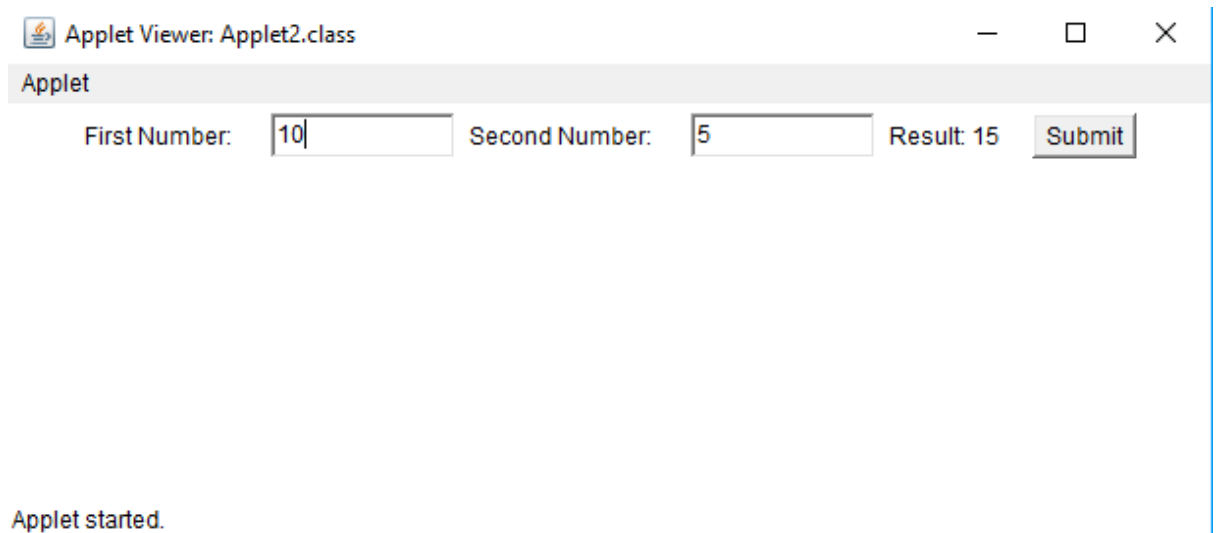 Applet Viewer: Applet2.class
Applet
First Number: 10 Second Number: 5 Result: 15 Submit
Applet started.